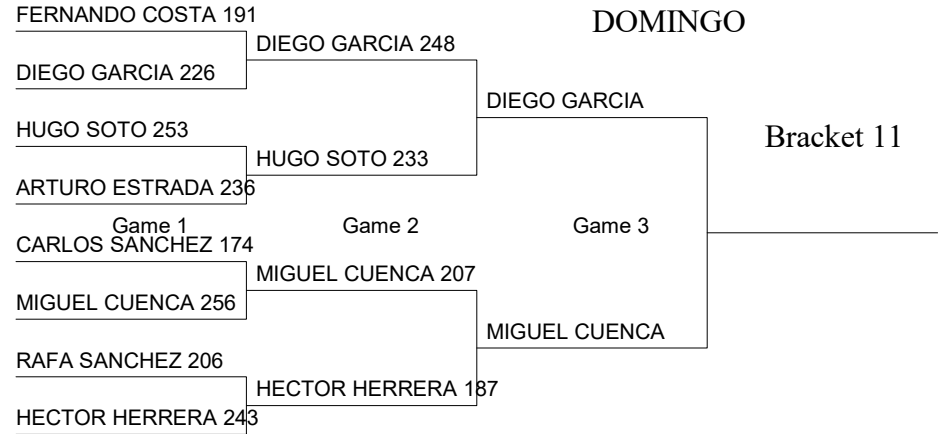 FERNANDO COSTA 191
DOMINGO
DIEGO GARCIA 248
DIEGO GARCIA 226
DIEGO GARCIA
HUGO SOTO 253
Bracket 11
HUGO SOTO 233
ARTURO ESTRADA 236
Game 1
Game 2
Game 3
CARLOS SANCHEZ 174
MIGUEL CUENCA 207
MIGUEL CUENCA 256
MIGUEL CUENCA
RAFA SANCHEZ 206
HECTOR HERRERA 187
HECTOR HERRERA 243